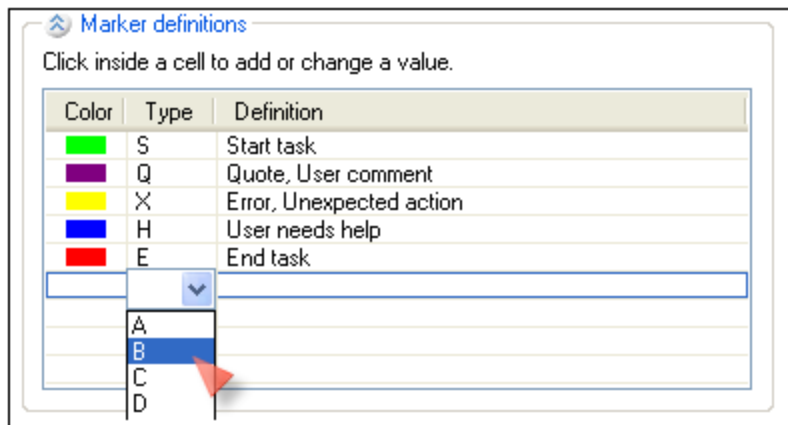 Marker definitions
Click inside a cell to add or change a value.
Color Type Definition
S Start task
Q Quote, User comment
X Error, Unexpected action
H User needs help
E End task
A
B
C
D